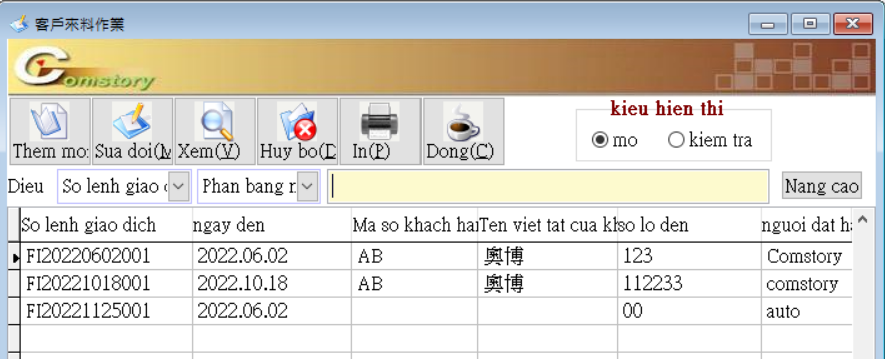 客戶來料作業
Comstory
kieu hien thi
mo kiem tra
Them mo Sua doi(M Xem(V) Huy bo(D In(P) Dong(C)
Dieu So lenh giao Phan bang Nang cao
So lenh giao dich ngay den Ma so khach han Ten viet tat cua kh so lo den nguoi dat h
FI20220602001 2022.06.02 AB 奧博 123 Comstory
FI20221018001 2022.10.18 AB 奧博 112233 comstory
FI20221125001 2022.06.02 00 auto